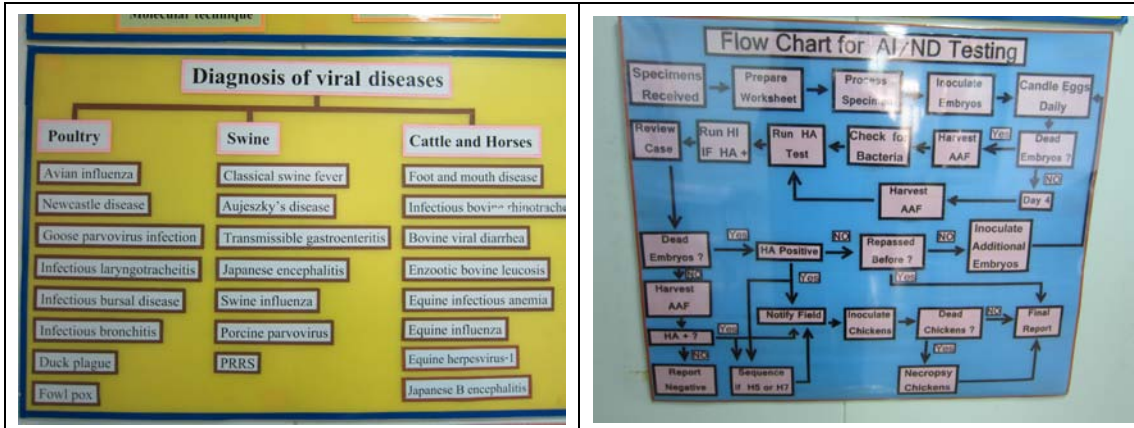 Molecular technique
Diagnosis of viral diseases
Poultry
Avian influenza
Newcastle disease
Goose parvovirus infection
Infectious laryngotracheitis
Infectious bursal disease
Infectious bronchitis
Duck plague
Fowl pox
Swine
Classical swine fever
Aujeszky's disease
Transmissible gastroenteritis
Japanese encephalitis
Swine influenza
Porcine parvovirus
PRRS
Cattle and Horses
Foot and mouth disease
Infectious bovine rhinotrache
Bovine viral diarrhea
Enzootic bovine leucosis
Equine infectious anemia
Equine influenza
Equine herpesvirus-1
Japanese B encephalitis
Flow Chart for AI/ND Testing
Specimens
Received
Prepare
Worksheet
Process
Inoculate
Embryos
Candle Eggs
Daily
Review
Case
Run HI
IF HA +
Run HA
Test
Check for
Bacteria
Harvest
AAF
Yes
Dead
Embryos ?
NO
Harvest
AAF
Day 4
Dead
Embryos ?
Yes
HA Positive
NO
Repassed
Before ?
NO
Inoculate
Additional
Embryos
NO
Yes
Yes
Harvest
AAF
Notify Field
Inoculate
Chickens
Dead
Chickens ?
NO
Final
Report
HA + ?
Yes
NO
Yes
Report
Negative
Sequence
if H5 or H7
Necropsy
Chickens